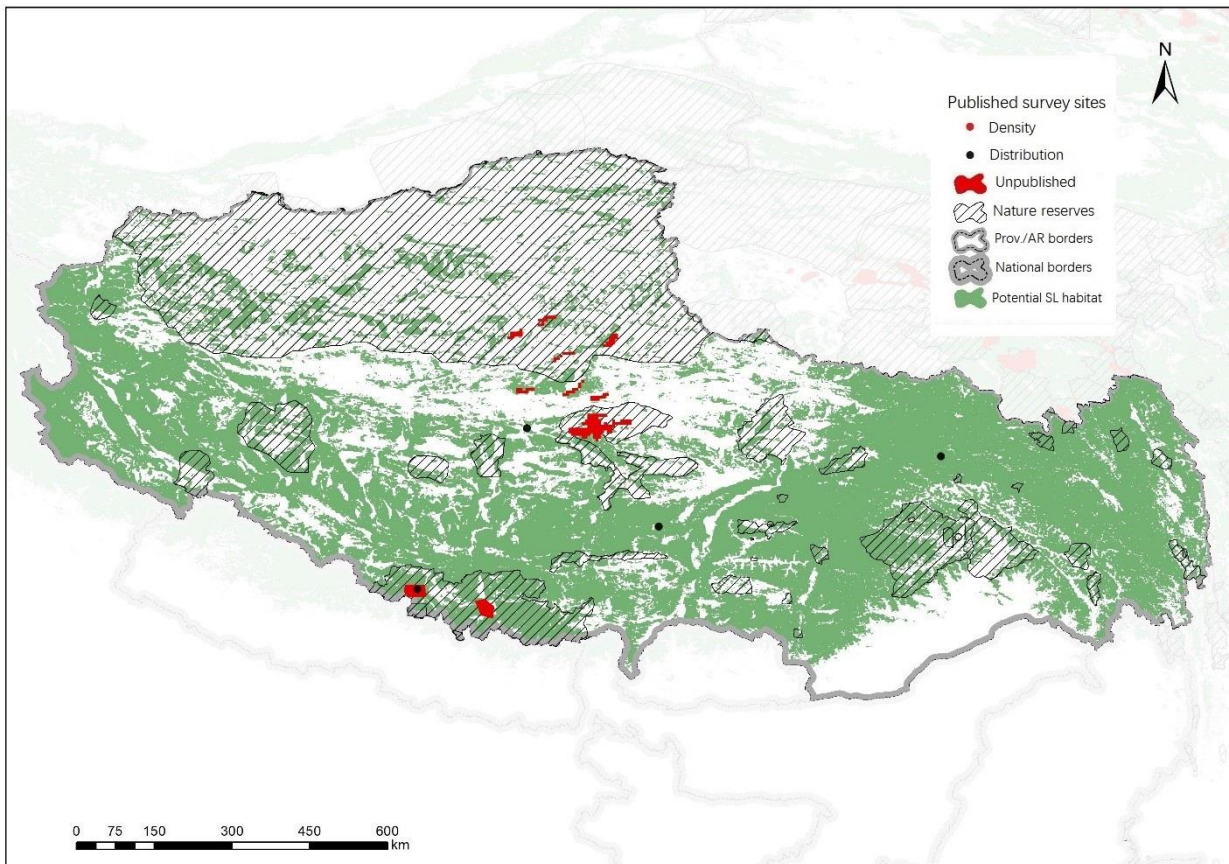 N
Published survey sites
Density
Distribution
Unpublished
Nature reserves
Prov./AR borders
National borders
Potential SL habitat
0 75 150 300 450 600
km